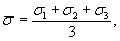 σ̅ = (σ₁ + σ₂ + σ₃) / 3 ,